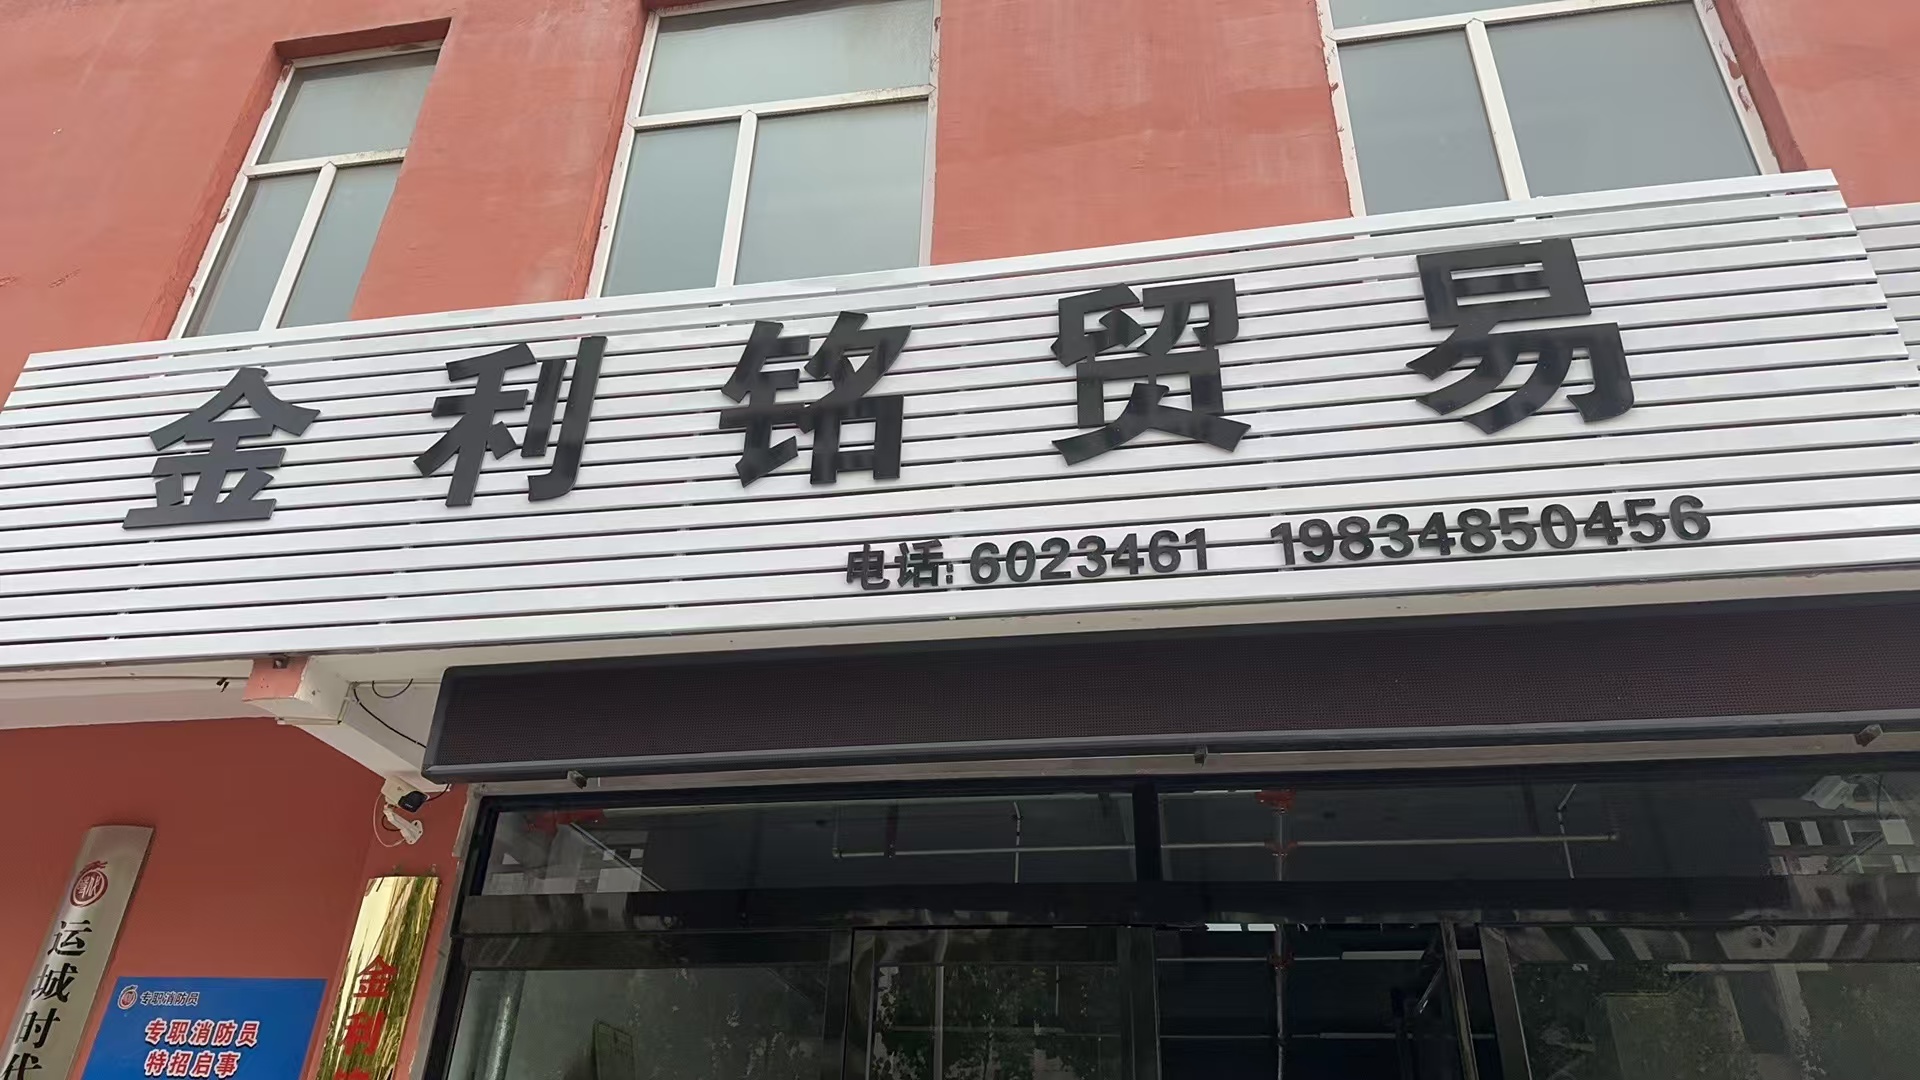 金利铭贸易
电话:6023461 19834850456
运城时代
金利
专职消防员
专职消防员
特招启事